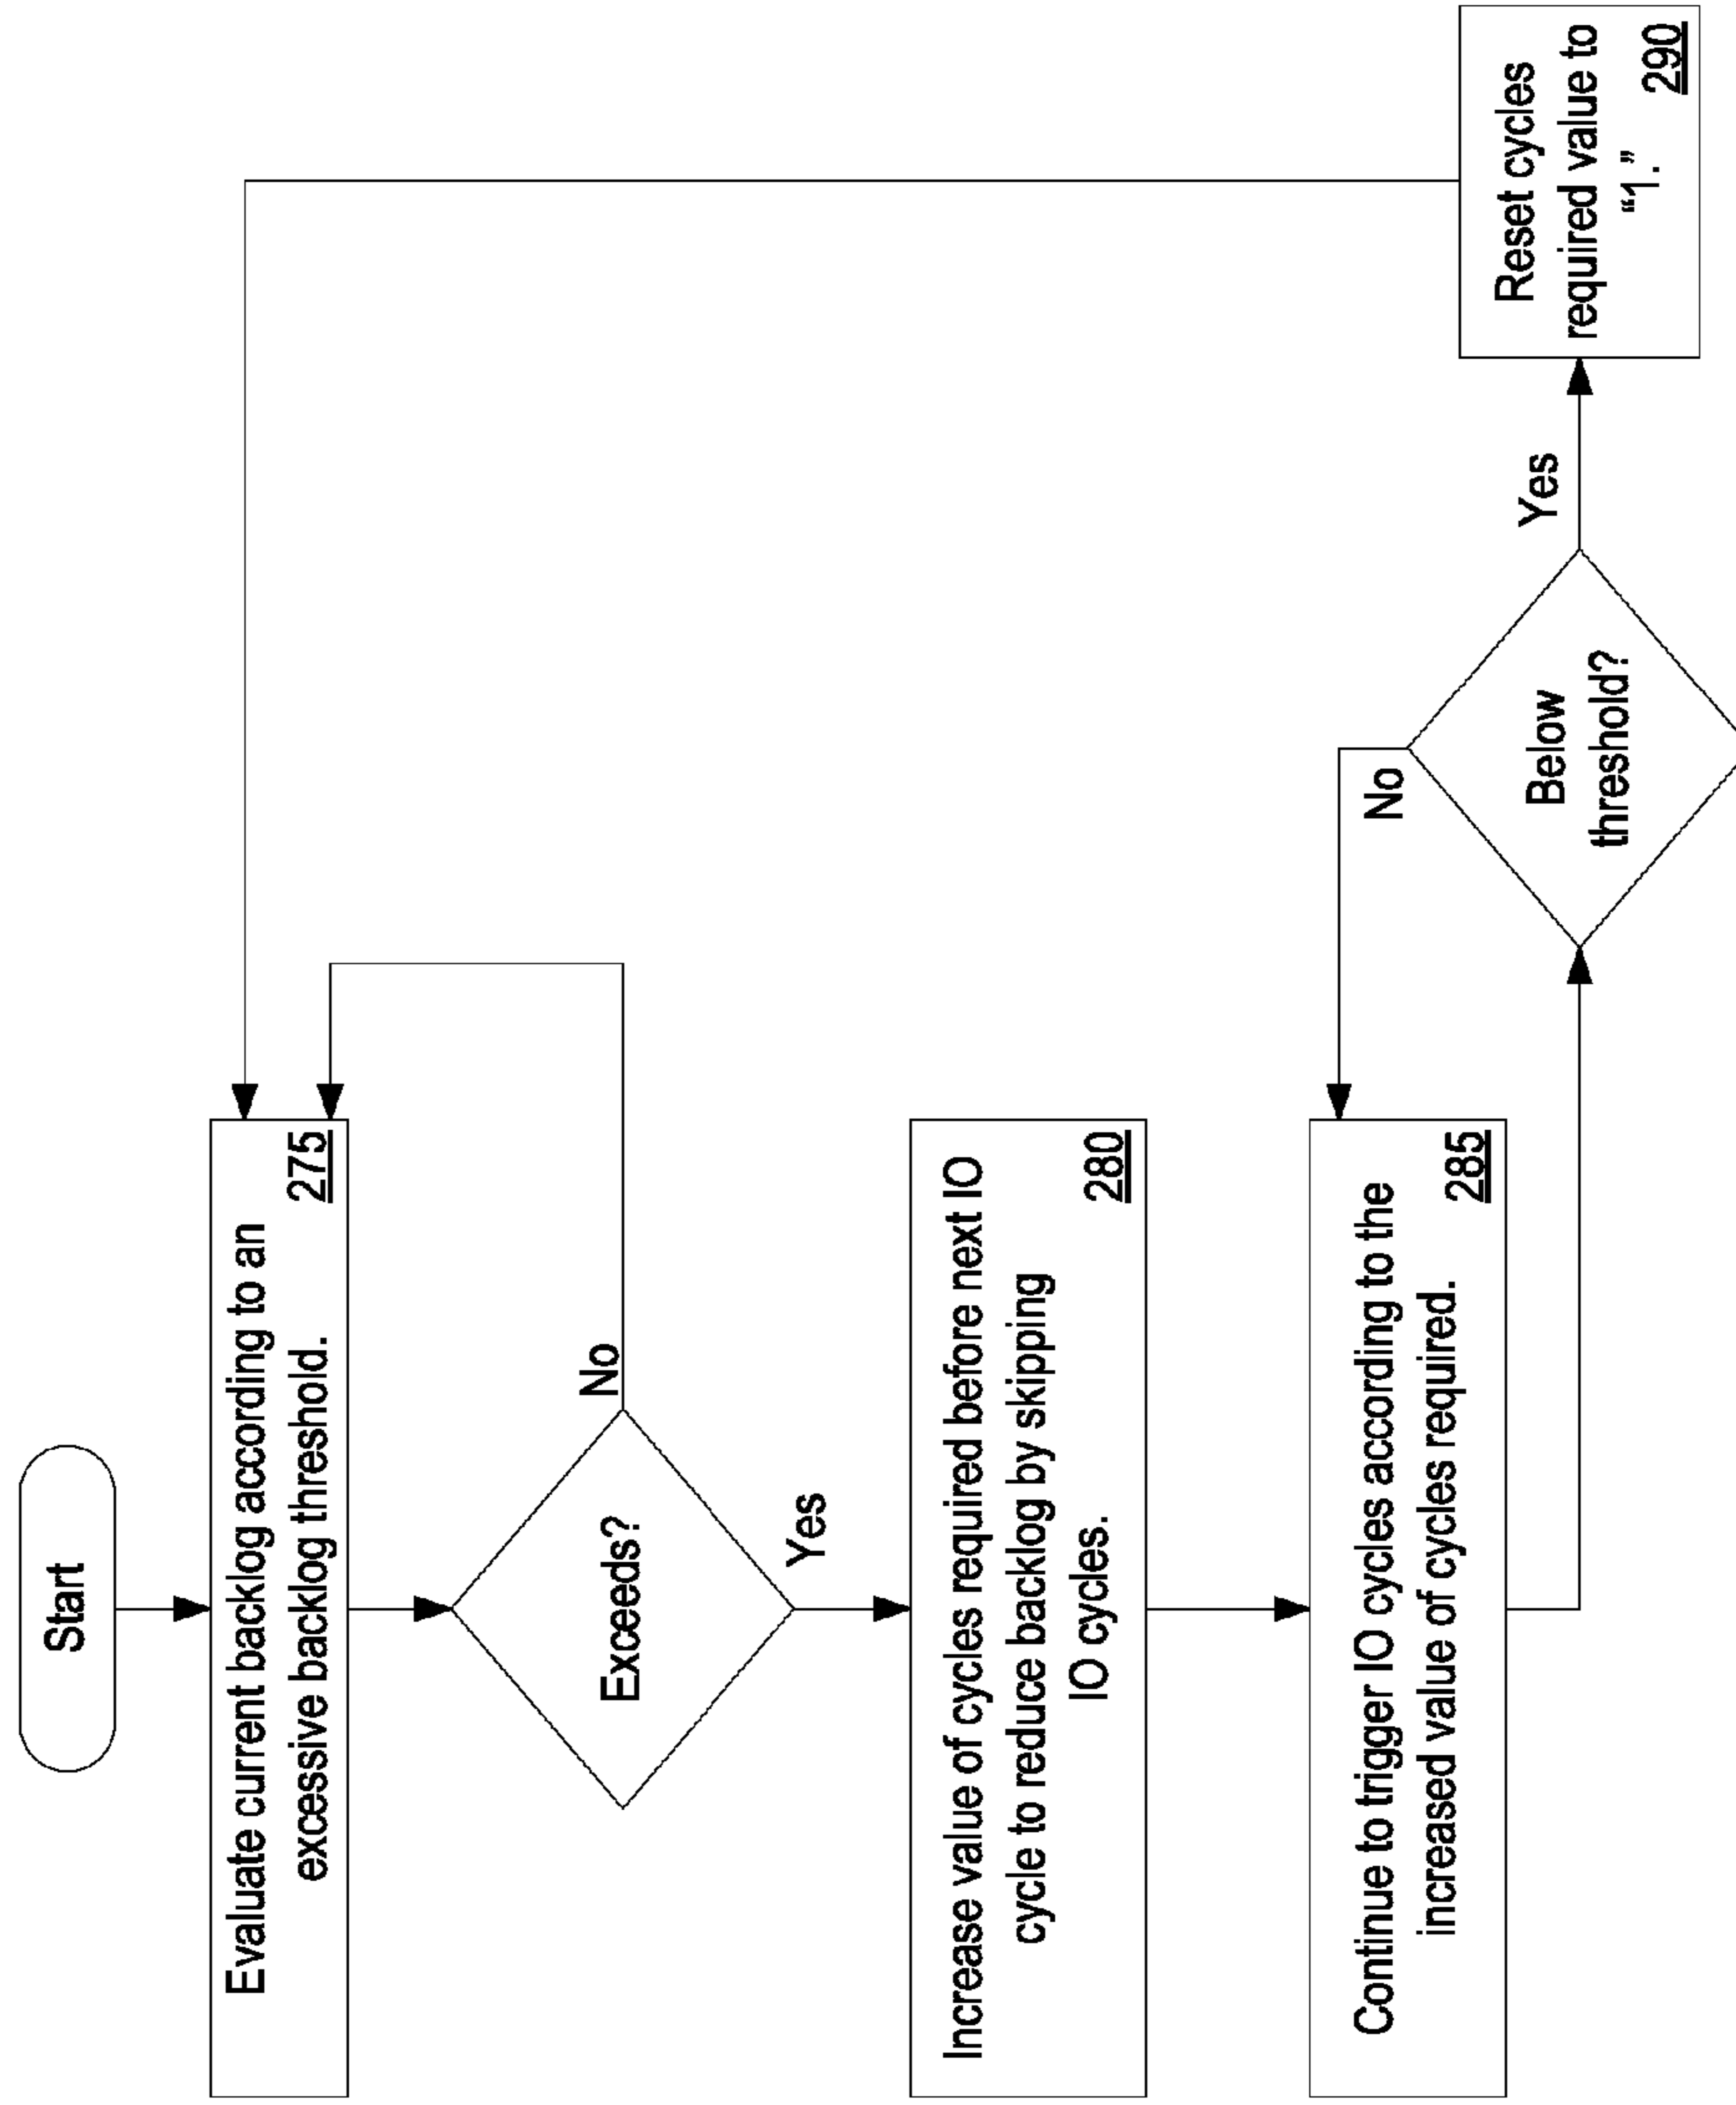 Start
Evaluate current backlog according to an
excessive backlog threshold. 275
Exceeds?
No
Yes
Increase value of cycles required before next IO
cycle to reduce backlog by skipping
IO cycles. 280
Continue to trigger IO cycles according to the
increased value of cycles required. 285
No
Below
threshold?
Yes
Reset cycles
required value to
“1.” 290